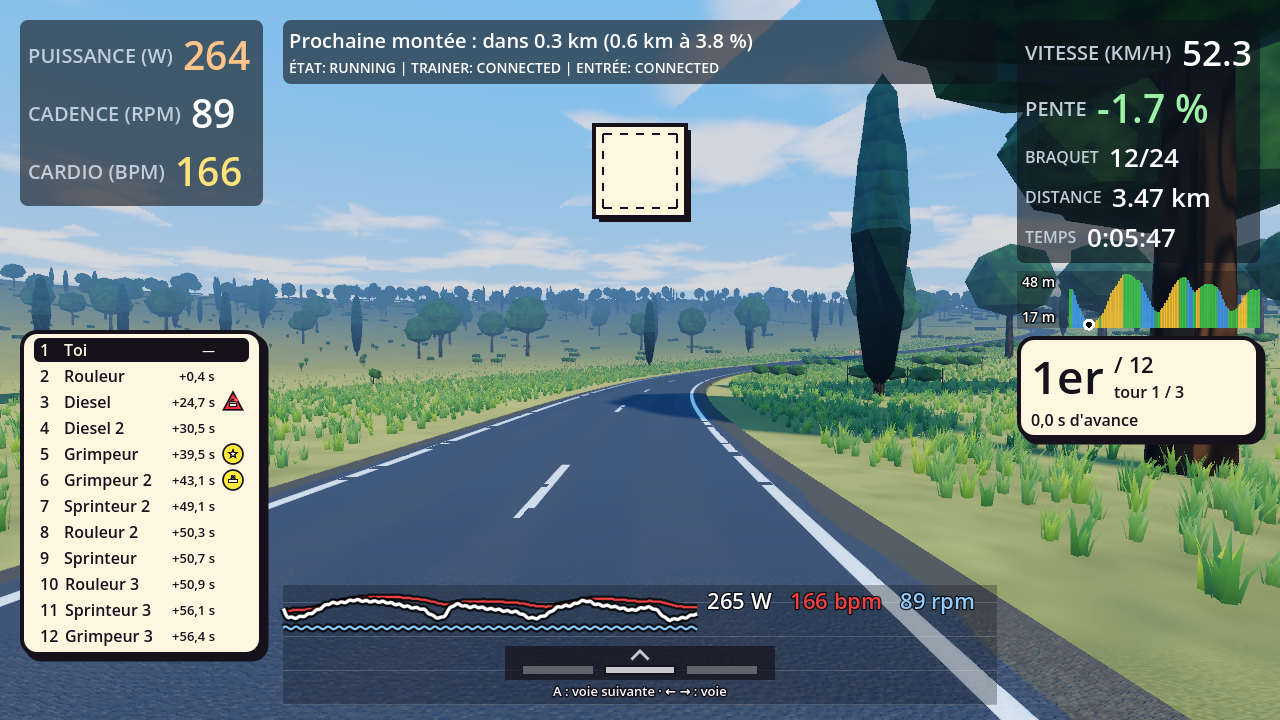 PUISSANCE (W) 264
CADENCE (RPM) 89
CARDIO (BPM) 166
Prochaine montée : dans 0.3 km (0.6 km à 3.8 %)
ÉTAT: RUNNING | TRAINER: CONNECTED | ENTRÉE: CONNECTED
VITESSE (KM/H) 52.3
PENTE -1.7 %
BRAQUET 12/24
DISTANCE 3.47 km
TEMPS 0:05:47
48 m
17 m
1er / 12
tour 1 / 3
0,0 s d'avance
1 Toi —
2 Rouleur +0,4 s
3 Diesel +24,7 s
4 Diesel 2 +30,5 s
5 Grimpeur +39,5 s
6 Grimpeur 2 +43,1 s
7 Sprinteur 2 +49,1 s
8 Rouleur 2 +50,3 s
9 Sprinteur +50,7 s
10 Rouleur 3 +50,9 s
11 Sprinteur 3 +56,1 s
12 Grimpeur 3 +56,4 s
265 W 166 bpm 89 rpm
A : voie suivante · ← → : voie